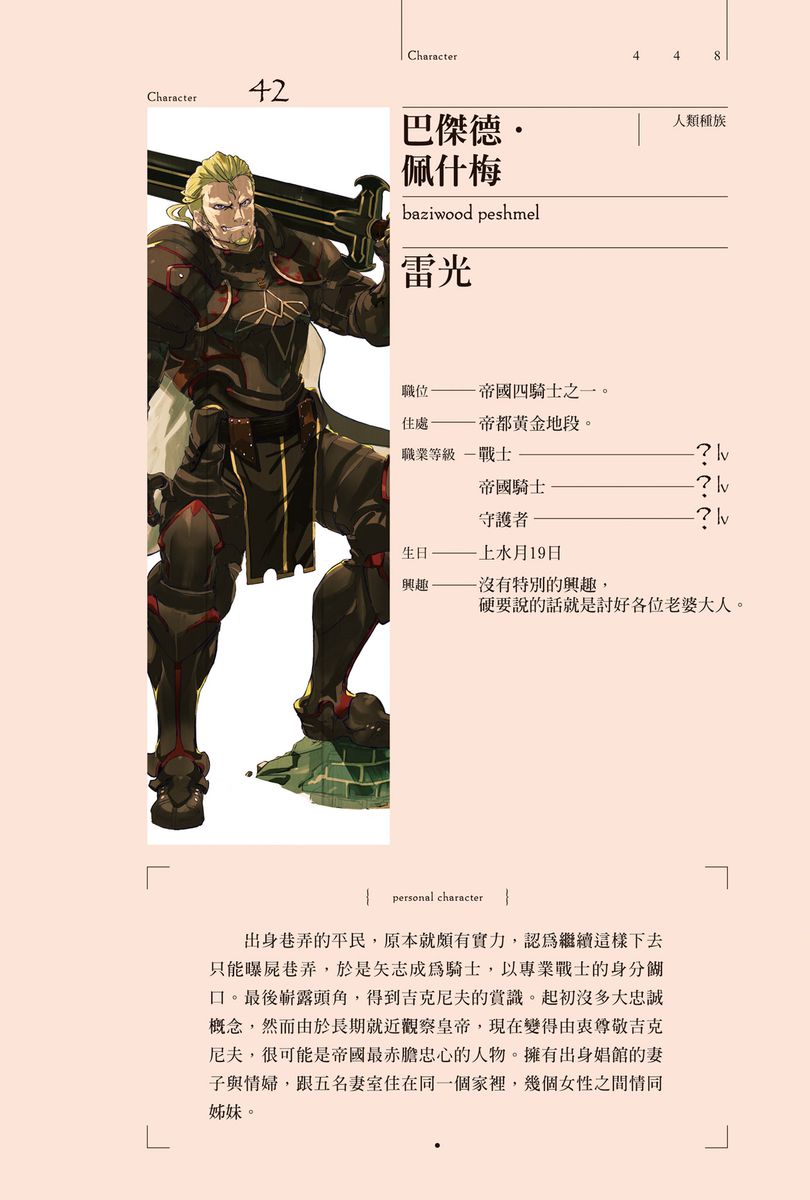 Character
4 4 8
Character
42
巴傑德・
佩什梅
人類種族
baziwood peshmel
雷光
職位——帝國四騎士之一。
住處——帝都黃金地段。
職業等級—戰士——？lv
帝國騎士——？lv
守護者——？lv
生日——上水月19日
興趣——沒有特別的興趣，
硬要說的話就是討好各位老婆大人。
personal character
出身巷弄的平民，原本就頗有實力，認爲繼續這樣下去
只能曝屍巷弄，於是矢志成爲騎士，以專業戰士的身分餬
口。最後嶄露頭角，得到吉克尼夫的賞識。起初沒多大忠誠
概念，然而由於長期就近觀察皇帝，現在變得由衷尊敬吉克
尼夫，很可能是帝國最赤膽忠心的人物。擁有出身娼館的妻
子與情婦，跟五名妻室住在同一個家裡，幾個女性之間情同
姊妹。